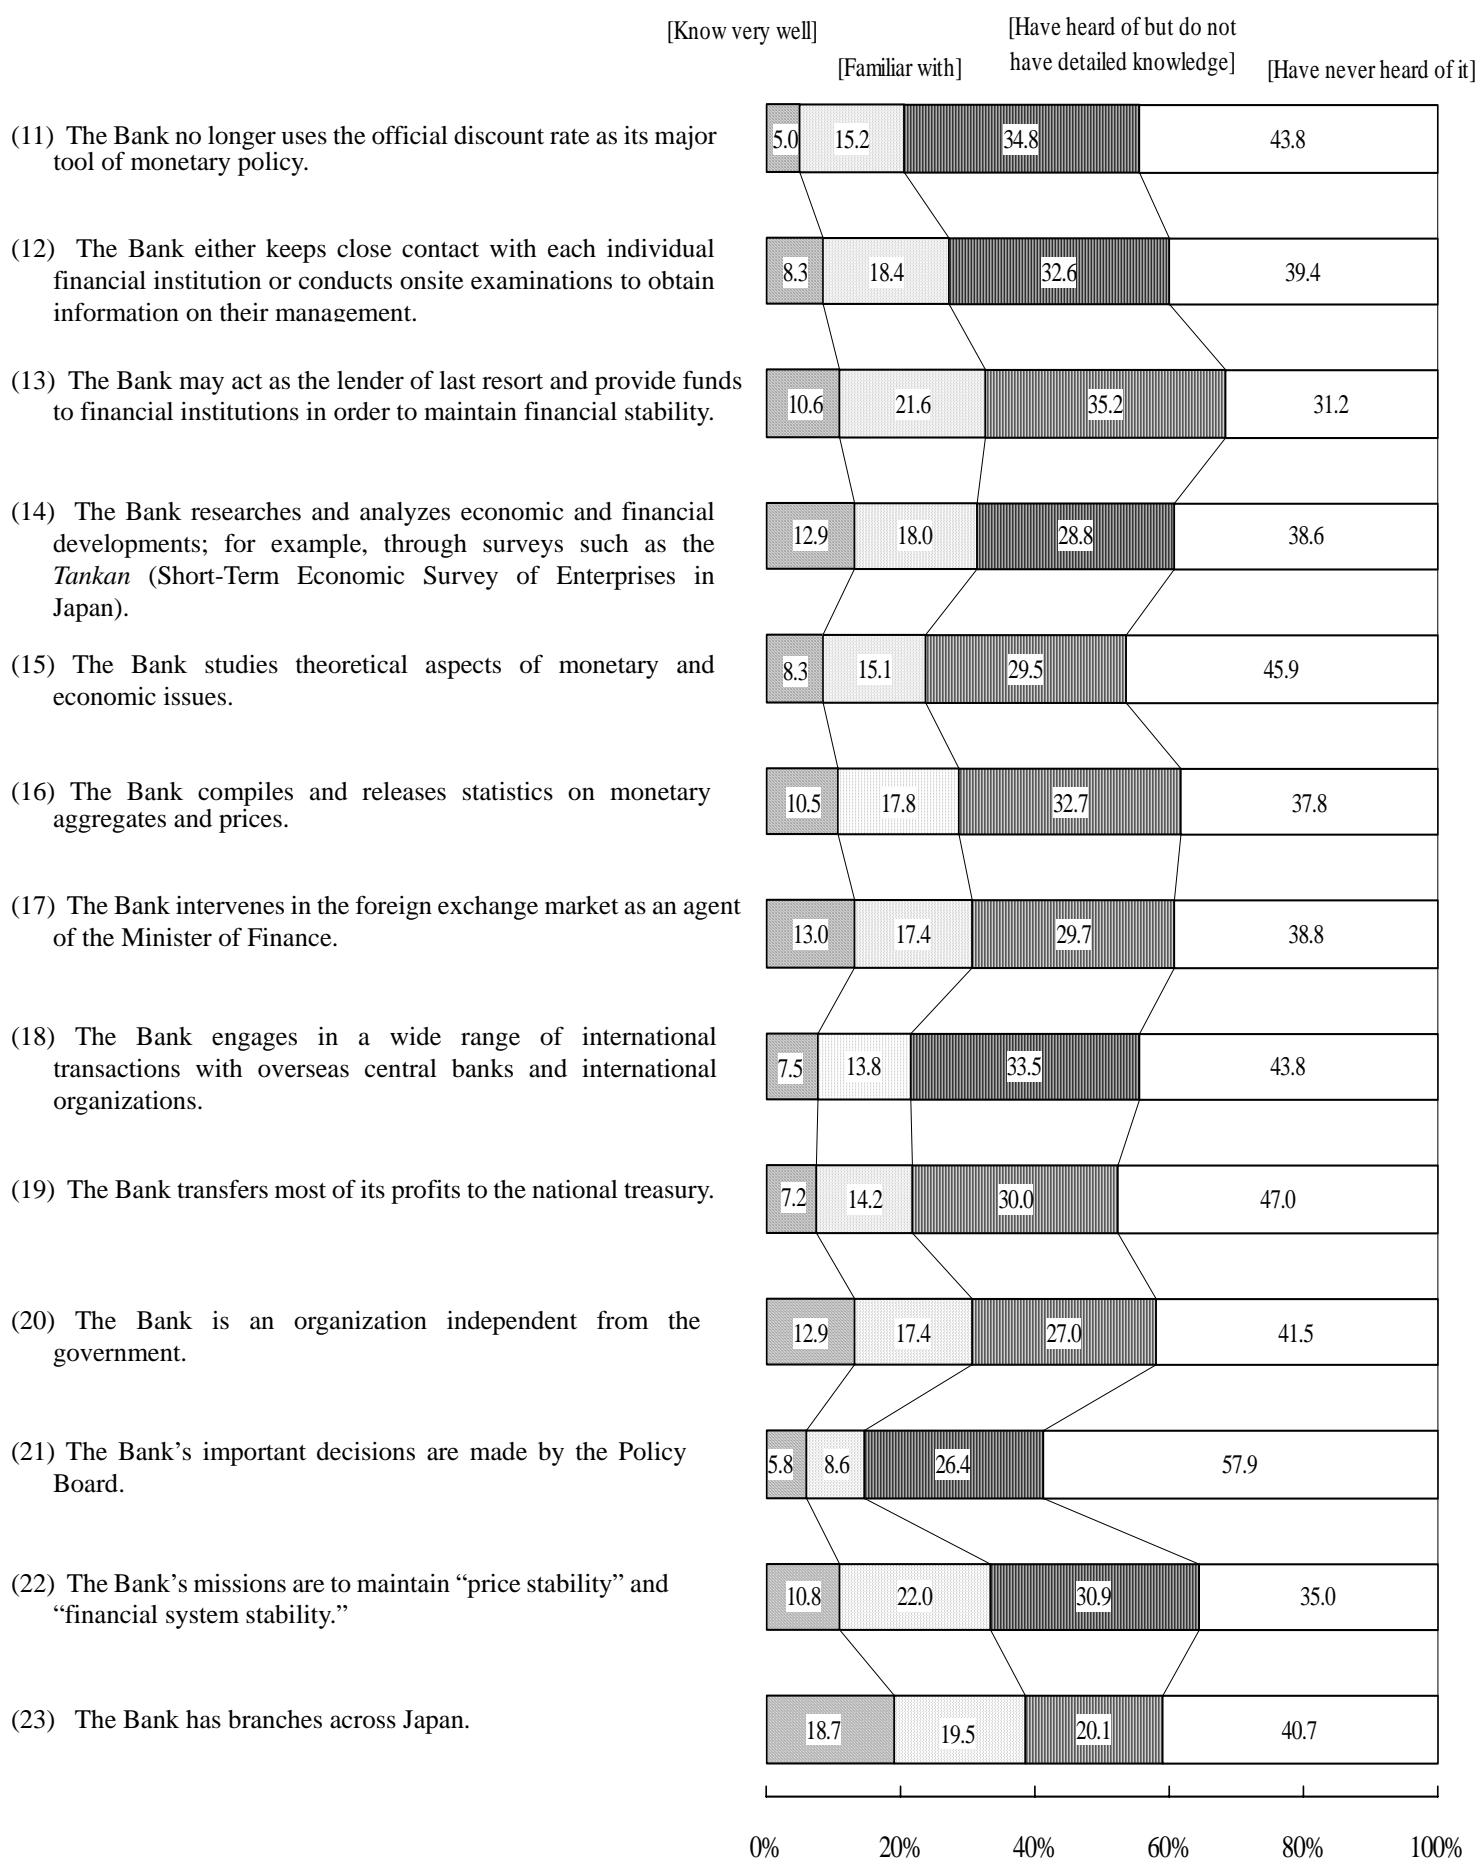 [Know very well]
[Familiar with]
[Have heard of but do not
have detailed knowledge]
[Have never heard of it]
(11) The Bank no longer uses the official discount rate as its major
tool of monetary policy.
5.0 15.2 34.8 43.8
(12) The Bank either keeps close contact with each individual
financial institution or conducts onsite examinations to obtain
information on their management.
8.3 18.4 32.6 39.4
(13) The Bank may act as the lender of last resort and provide funds
to financial institutions in order to maintain financial stability.
10.6 21.6 35.2 31.2
(14) The Bank researches and analyzes economic and financial
developments; for example, through surveys such as the
Tankan (Short-Term Economic Survey of Enterprises in
Japan).
12.9 18.0 28.8 38.6
(15) The Bank studies theoretical aspects of monetary and
economic issues.
8.3 15.1 29.5 45.9
(16) The Bank compiles and releases statistics on monetary
aggregates and prices.
10.5 17.8 32.7 37.8
(17) The Bank intervenes in the foreign exchange market as an agent
of the Minister of Finance.
13.0 17.4 29.7 38.8
(18) The Bank engages in a wide range of international
transactions with overseas central banks and international
organizations.
7.5 13.8 33.5 43.8
(19) The Bank transfers most of its profits to the national treasury.
7.2 14.2 30.0 47.0
(20) The Bank is an organization independent from the
government.
12.9 17.4 27.0 41.5
(21) The Bank’s important decisions are made by the Policy
Board.
5.8 8.6 26.4 57.9
(22) The Bank’s missions are to maintain “price stability” and
“financial system stability.”
10.8 22.0 30.9 35.0
(23) The Bank has branches across Japan.
18.7 19.5 20.1 40.7
0% 20% 40% 60% 80% 100%